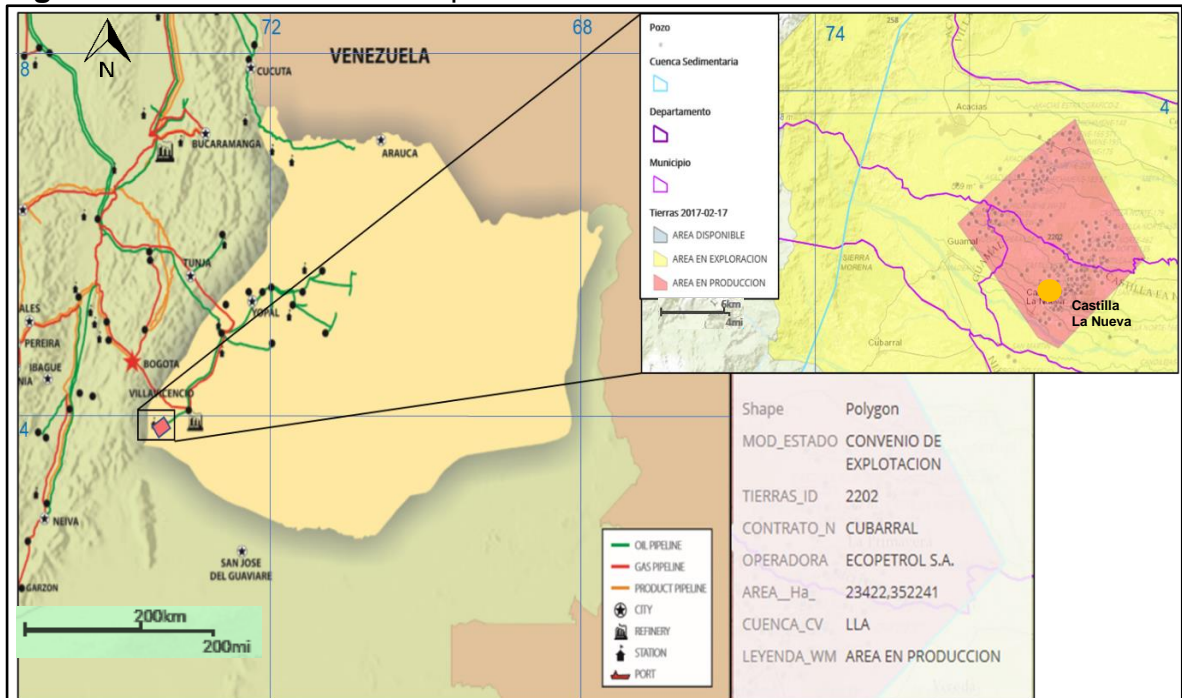 72
68
8
N
VENEZUELA
CUCUTA
BUCARAMANGA
ARAUCA
TUNJA
YOPAL
ALES
PEREIRA
IBAGUE
NIA
BOGOTA
VILLAVICENCIO
4
NEIVA
SAN JOSE
DEL GUAVIARE
GARZON
200km
200mi
OIL PIPELINE
GAS PIPELINE
PRODUCT PIPELINE
CITY
REFINERY
STATION
PORT
Pozo
Cuenca Sedimentaria
Departamento
Municipio
Tierras 2017-02-17
AREA DISPONIBLE
AREA EN EXPLORACION
AREA EN PRODUCCION
6km
4mi
258
74
4
Acacias
Guamal
2202
SIERRA
MORENA
Cubarral
Castilla
La Nueva
Shape Polygon
MOD_ESTADO CONVENIO DE
EXPLOTACION
TIERRAS_ID 2202
CONTRATO_N CUBARRAL
OPERADORA ECOPETROL S.A.
AREA__Ha_ 23422,352241
CUENCA_CV LLA
LEYENDA_WM AREA EN PRODUCCION